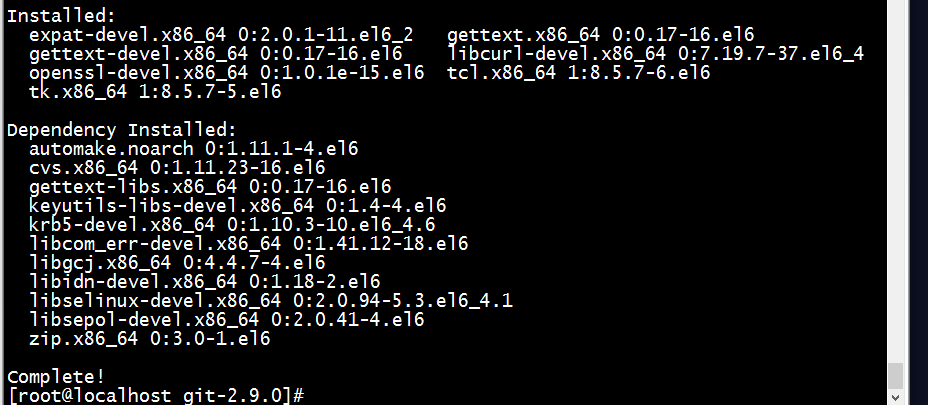 Installed:
expat-devel.x86_64 0:2.0.1-11.el6_2 gettext.x86_64 0:0.17-16.el6
gettext-devel.x86_64 0:0.17-16.el6 libcurl-devel.x86_64 0:7.19.7-37.el6_4
openssl-devel.x86_64 0:1.0.1e-15.el6 tcl.x86_64 1:8.5.7-6.el6
tk.x86_64 1:8.5.7-5.el6
Dependency Installed:
automake.noarch 0:1.11.1-4.el6
cvs.x86_64 0:1.11.23-16.el6
gettext-libs.x86_64 0:0.17-16.el6
keyutils-libs-devel.x86_64 0:1.4-4.el6
krb5-devel.x86_64 0:1.10.3-10.el6_4.6
libcom_err-devel.x86_64 0:1.41.12-18.el6
libgcj.x86_64 0:4.4.7-4.el6
libidn-devel.x86_64 0:1.18-2.el6
libselinux-devel.x86_64 0:2.0.94-5.3.el6_4.1
libsepol-devel.x86_64 0:2.0.41-4.el6
zip.x86_64 0:3.0-1.el6
Complete!
[root@localhost git-2.9.0]#